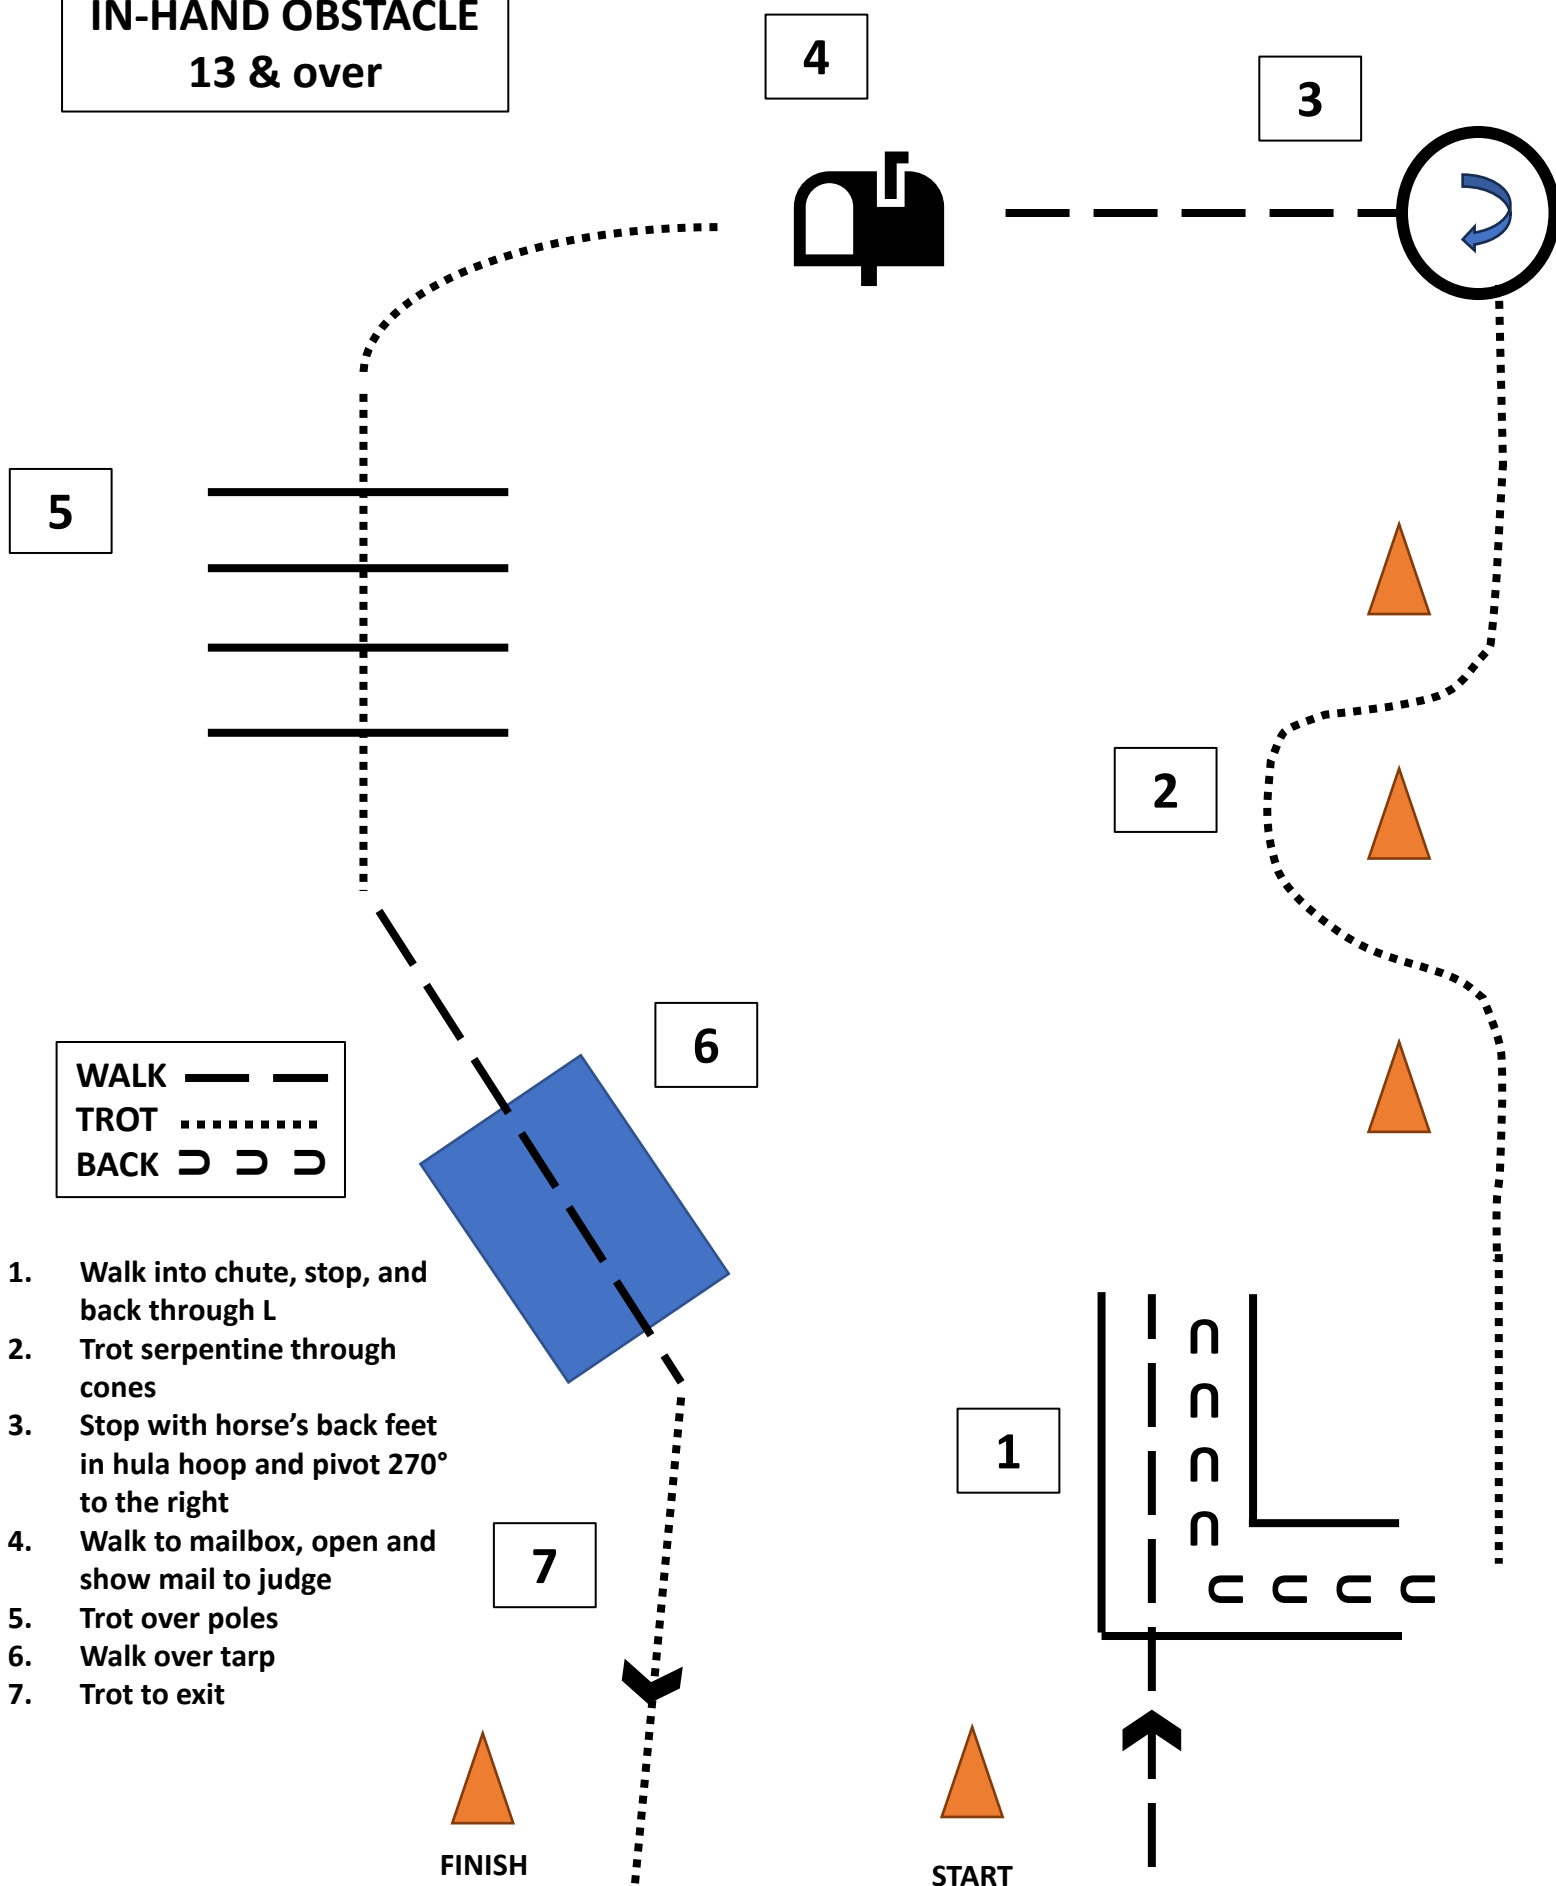 IN-HAND OBSTACLE
13 & over
4
3
5
2
6
WALK
TROT
BACK
1. Walk into chute, stop, and
back through L
2. Trot serpentine through
cones
3. Stop with horse's back feet
in hula hoop and pivot 270°
to the right
4. Walk to mailbox, open and
show mail to judge
5. Trot over poles
6. Walk over tarp
7. Trot to exit
1
7
FINISH
START